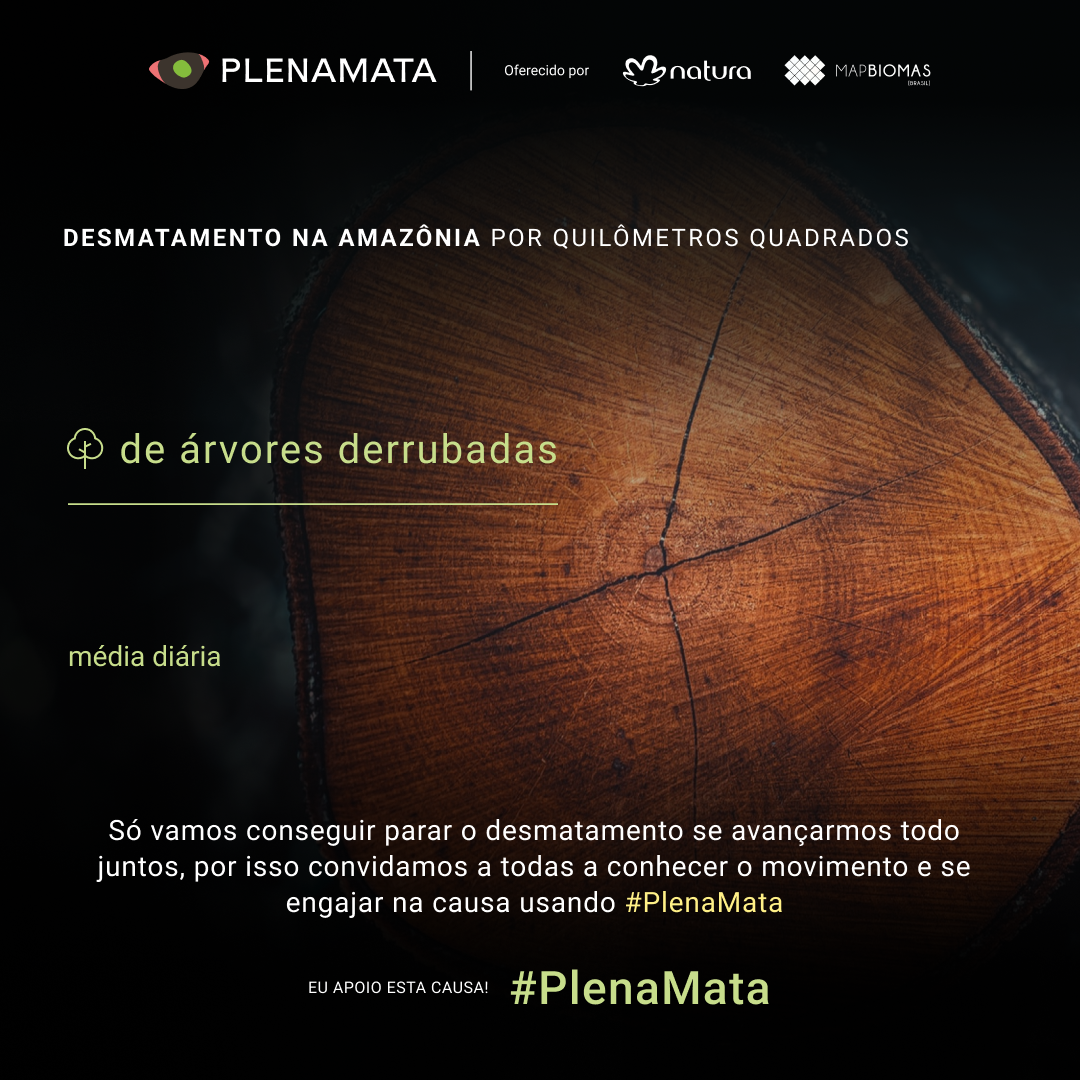 PLENAMATA Oferecido por natura MAPBIOMAS
[BRASIL]
DESMATAMENTO NA AMAZÔNIA POR QUILÔMETROS QUADRADOS
de árvores derrubadas
média diária
Só vamos conseguir parar o desmatamento se avançarmos todo
juntos, por isso convidamos a todas a conhecer o movimento e se
engajar na causa usando #PlenaMata
EU APOIO ESTA CAUSA! #PlenaMata